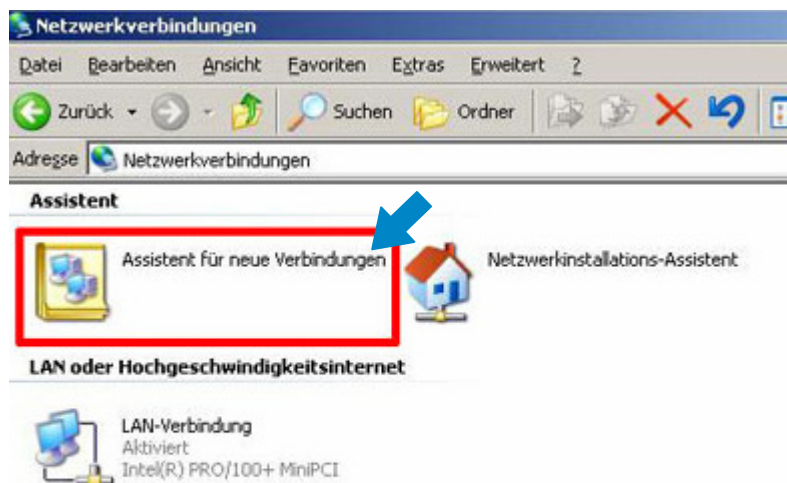 Netzwerkverbindungen
Datei Bearbeiten Ansicht Favoriten Extras Erweitert ?
Zurück Suchen Ordner
Adresse Netzwerkverbindungen
Assistent
Assistent für neue Verbindungen Netzwerkinstallations-Assistent
LAN oder Hochgeschwindigkeitsinternet
LAN-Verbindung
Aktiviert
Intel(R) PRO/100+ MiniPCI